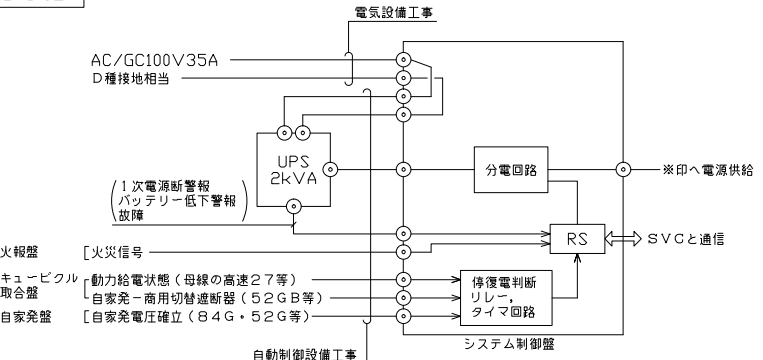 電気設備工事
AC/GC100V35A
D種接地相当
UPS
2kVA
分電回路
※印へ電源供給
1次電源断警報
バッテリー低下警報
故障
RS
SVCと通信
火報盤
火災信号
キュービクル
取合盤
動力給電状態(母線の高速27等)
自家発−商用切替遮断器(52GB等)
停復電判断
リレー,
タイマ回路
自家発盤
自家発電圧確立(84G・52G等)
システム制御盤
自動制御設備工事